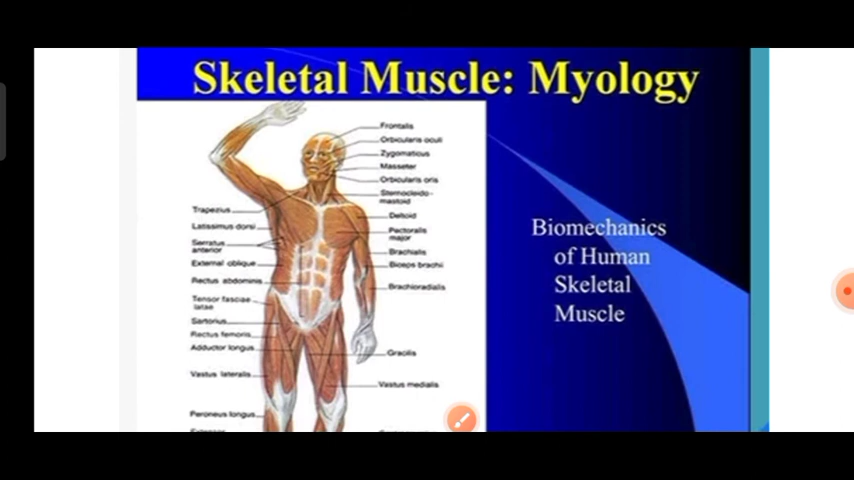 Skeletal Muscle: Myology
Frontalis
Orbicularis oculi
Zygomaticus
Masseter
Orbicularis oris
Sternocleido-
mastoid
Trapezius
Deltoid
Latissimus dorsi
Pectoralis
major
Serratus
anterior
Brachialis
External oblique
Biceps brachii
Rectus abdominis
Brachioradialis
Tensor fasciae
latae
Sartorius
Rectus femoris
Adductor longus
Gracilis
Vastus lateralis
Vastus medialis
Peroneus longus
Biomechanics
of Human
Skeletal
Muscle